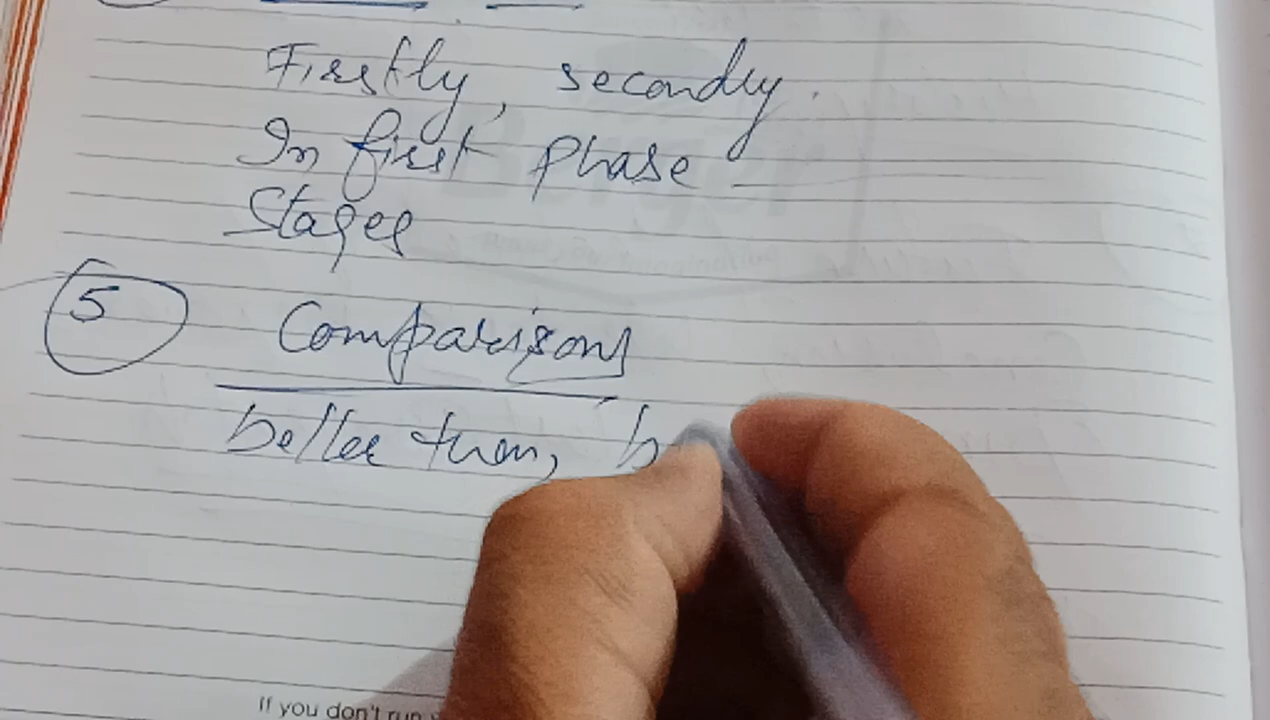 Firstly, secondly.
In first phase —
Stages
5 Comparisons
better than, b
If you don't run